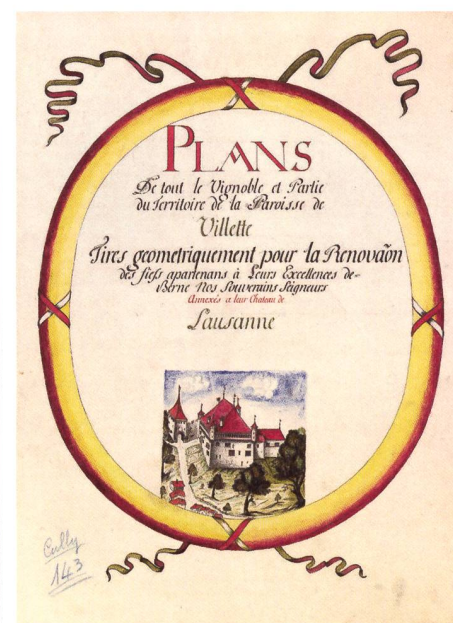 PLANS
De tout le Vignoble et Partie
du Territoire de la Paroisse de
Villette
Tires geometriquement pour la Renovaõn
des fiefs apartenans à Leurs Excellences de-
Berne Nos Souverains Seigneurs
Annexés a leur Chateau de
Lausanne
Cully
143